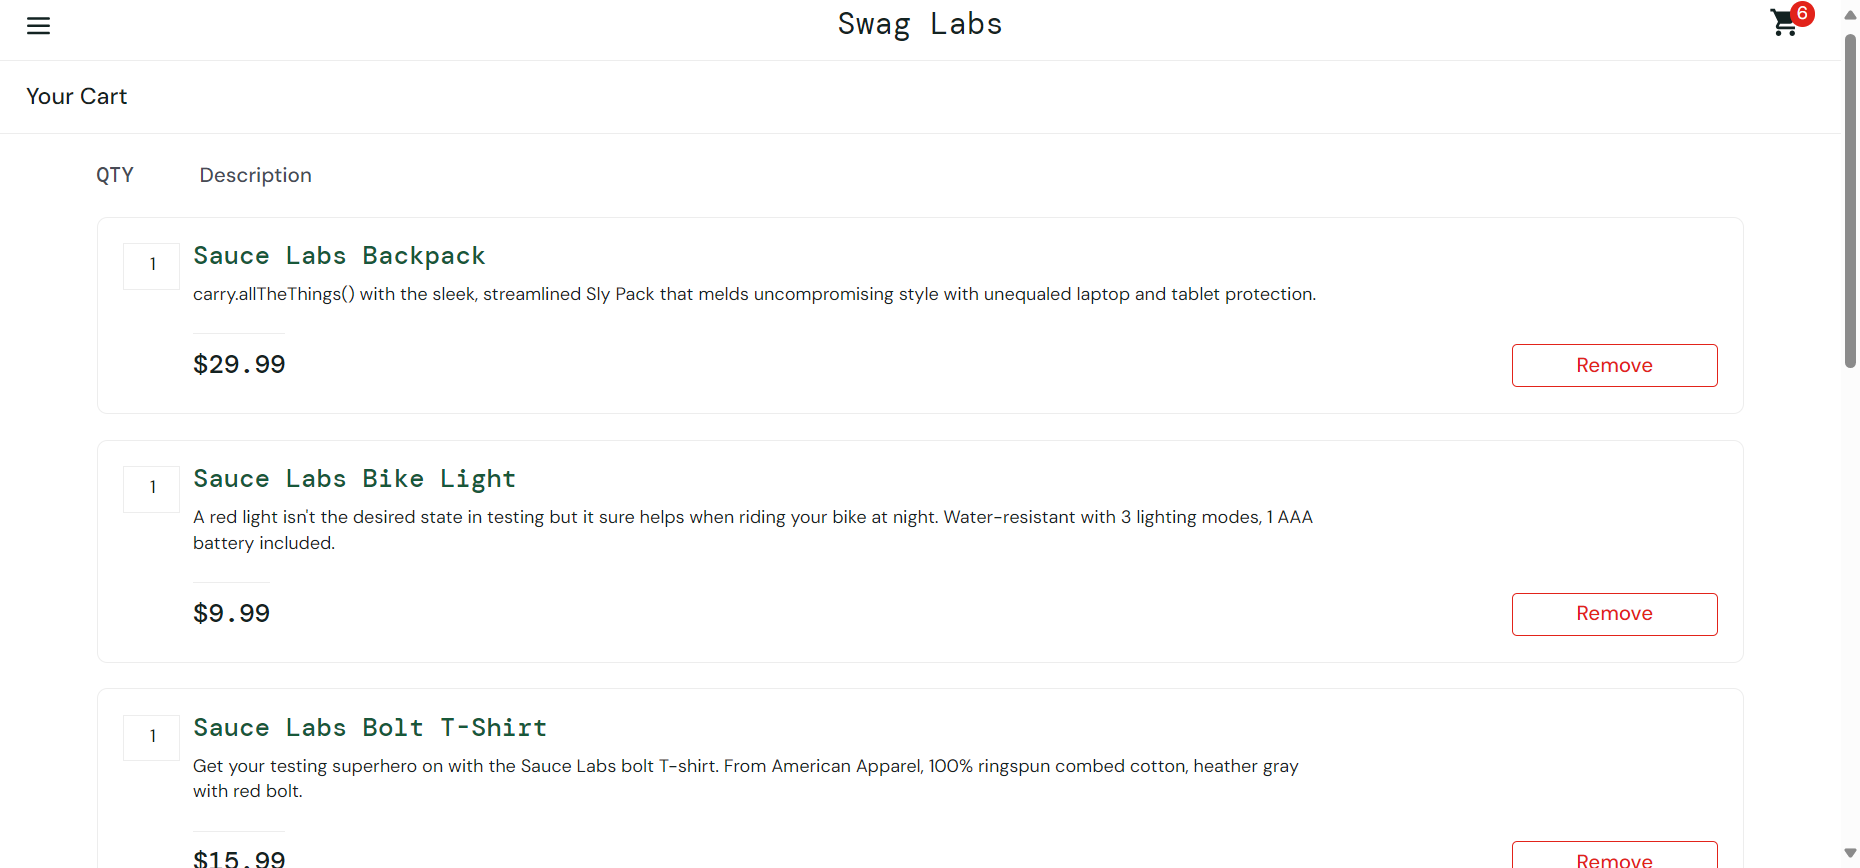 Swag Labs
6
Your Cart
QTY Description
1
Sauce Labs Backpack
carry.allTheThings() with the sleek, streamlined Sly Pack that melds uncompromising style with unequaled laptop and tablet protection.
$29.99
Remove
1
Sauce Labs Bike Light
A red light isn't the desired state in testing but it sure helps when riding your bike at night. Water-resistant with 3 lighting modes, 1 AAA
battery included.
$9.99
Remove
1
Sauce Labs Bolt T-Shirt
Get your testing superhero on with the Sauce Labs bolt T-shirt. From American Apparel, 100% ringspun combed cotton, heather gray
with red bolt.
$15.99
Remove